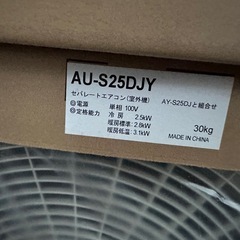 AU-S25DJY
セパレートエアコン(室外機) AY-S25DJと組合せ
◎電源 単相 100V
◎定格能力 冷房 2.5kW
暖房標準: 2.8kW
暖房低温: 3.1kW
30kg
MADE IN CHINA